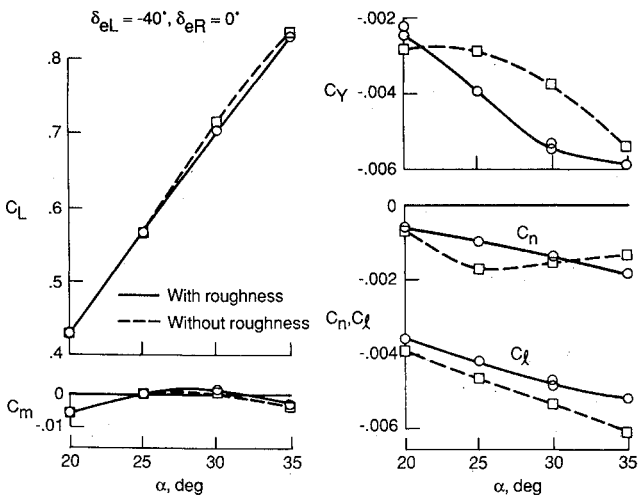 δeL = -40°, δeR = 0°
.8
.7
CL
.6
.5
.4
With roughness
Without roughness
Cm
0
-.01
20 25 30 35
α, deg
-.002
CY
-.004
-.006
0
Cn
-.002
Cn, Cℓ
-.004
Cℓ
-.006
20 25 30 35
α, deg